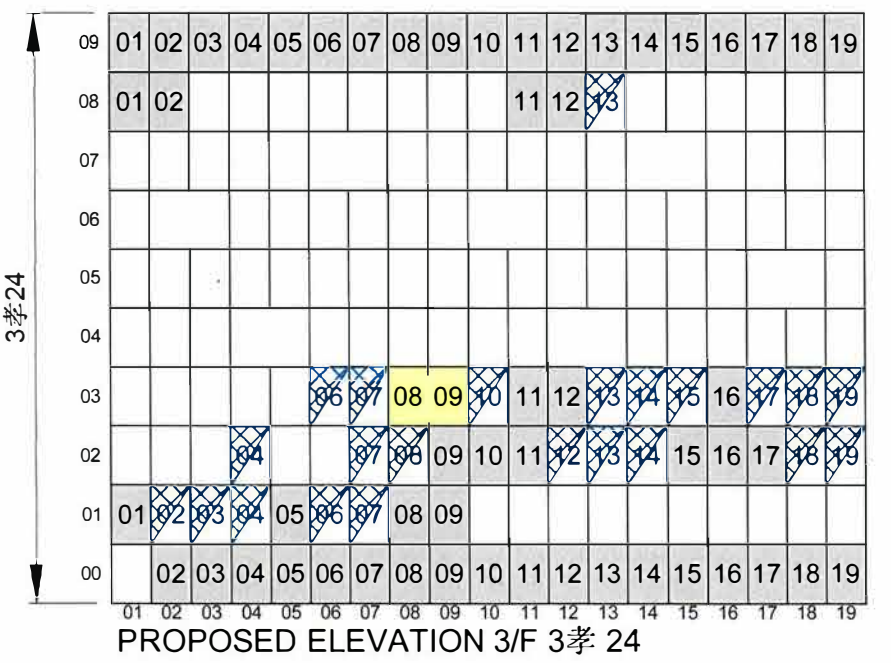 09 01 02 03 04 05 06 07 08 09 10 11 12 13 14 15 16 17 18 19
08 01 02 11 12 13
07
06
05
04
03 06 07 08 09 10 11 12 13 14 15 16 17 18 19
02 04 07 08 09 10 11 12 13 14 15 16 17 18 19
01 01 02 03 04 05 06 07 08 09
00 02 03 04 05 06 07 08 09 10 11 12 13 14 15 16 17 18 19
01 02 03 04 05 06 07 08 09 10 11 12 13 14 15 16 17 18 19
3孝24
PROPOSED ELEVATION 3/F 3孝 24